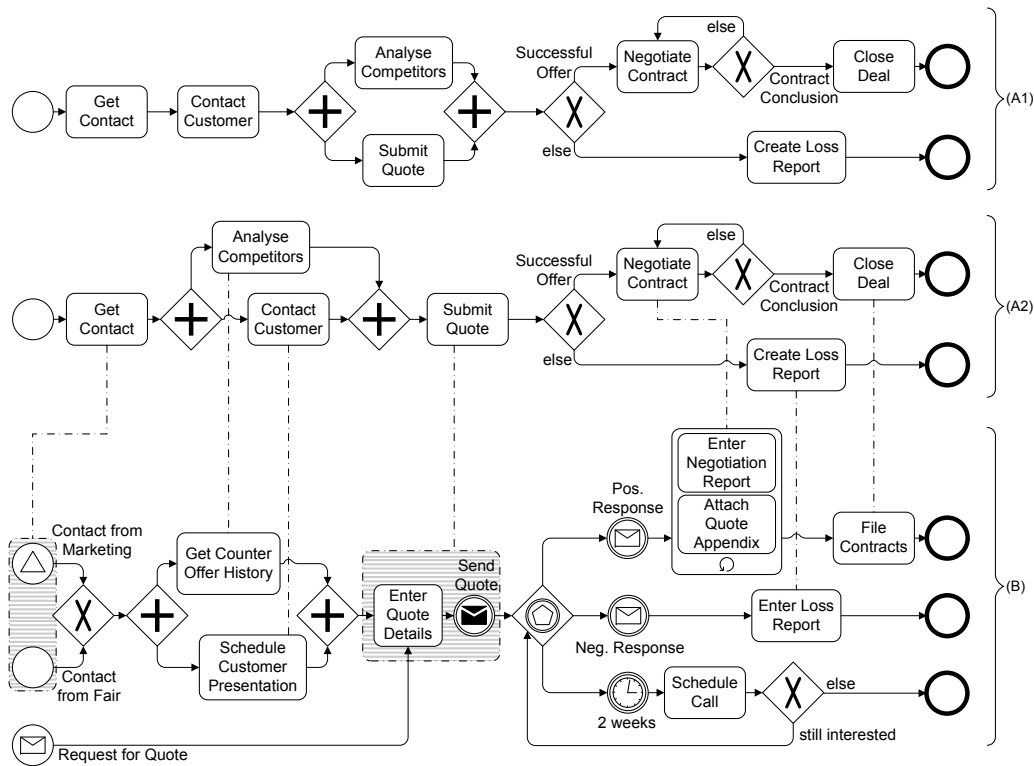 Get
Contact
Contact
Customer
Analyse
Competitors
Submit
Quote
Successful
Offer
else
Negotiate
Contract
else
Contract
Conclusion
Close
Deal
Create Loss
Report
(A1)
Get
Contact
Analyse
Competitors
Contact
Customer
Submit
Quote
Successful
Offer
else
Negotiate
Contract
else
Contract
Conclusion
Close
Deal
Create Loss
Report
(A2)
Contact from
Marketing
Contact
from Fair
Request for Quote
Get Counter
Offer History
Schedule
Customer
Presentation
Enter
Quote
Details
Send
Quote
Pos.
Response
Enter
Negotiation
Report
Attach
Quote
Appendix
File
Contracts
Neg. Response
Enter Loss
Report
2 weeks
Schedule
Call
else
still interested
(B)